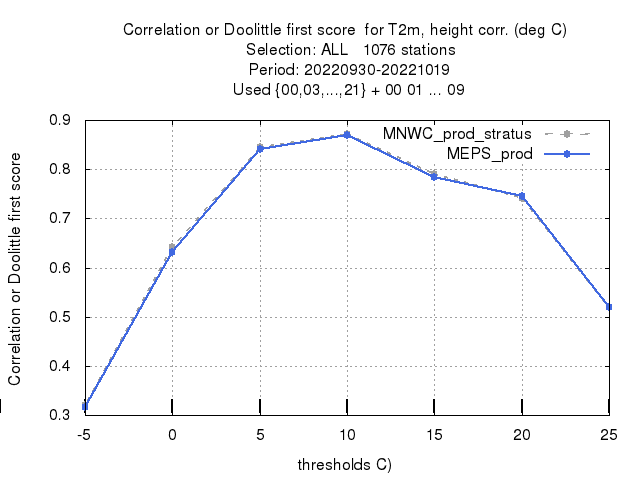 Correlation or Doolittle first score  for T2m, height corr. (deg C)
Selection: ALL   1076 stations
Period: 20220930-20221019
Used {00,03,...,21} + 00 01 ... 09
MNWC_prod_stratus
MEPS_prod
Correlation or Doolittle first score
0.9
0.8
0.7
0.6
0.5
0.4
0.3
-5 0 5 10 15 20 25
thresholds C)